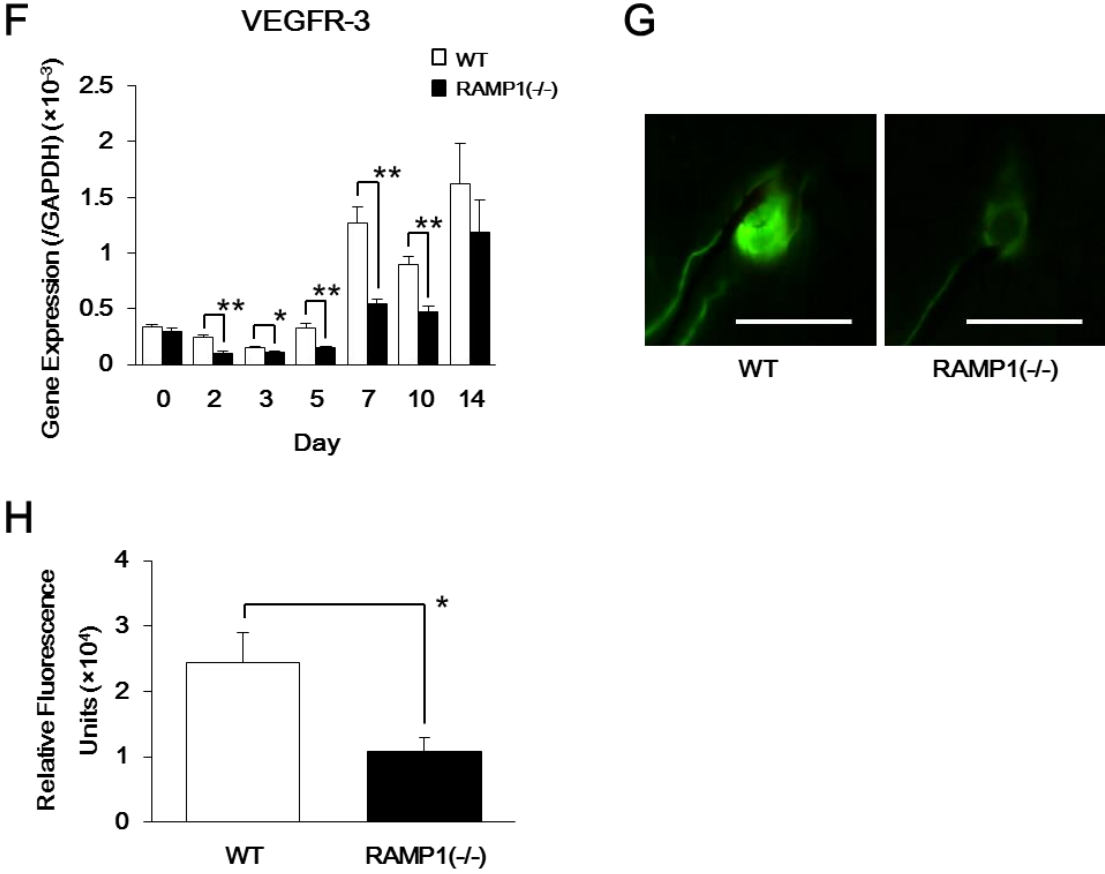 F
VEGFR-3
WT
RAMP1(-/-)
Gene Expression (/GAPDH) (×10⁻³)
2.5
2
1.5
1
0.5
0
**
*
**
**
**
0 2 3 5 7 10 14
Day
G
WT RAMP1(-/-)
H
Relative Fluorescence
Units (×10⁴)
4
3
2
1
0
*
WT RAMP1(-/-)